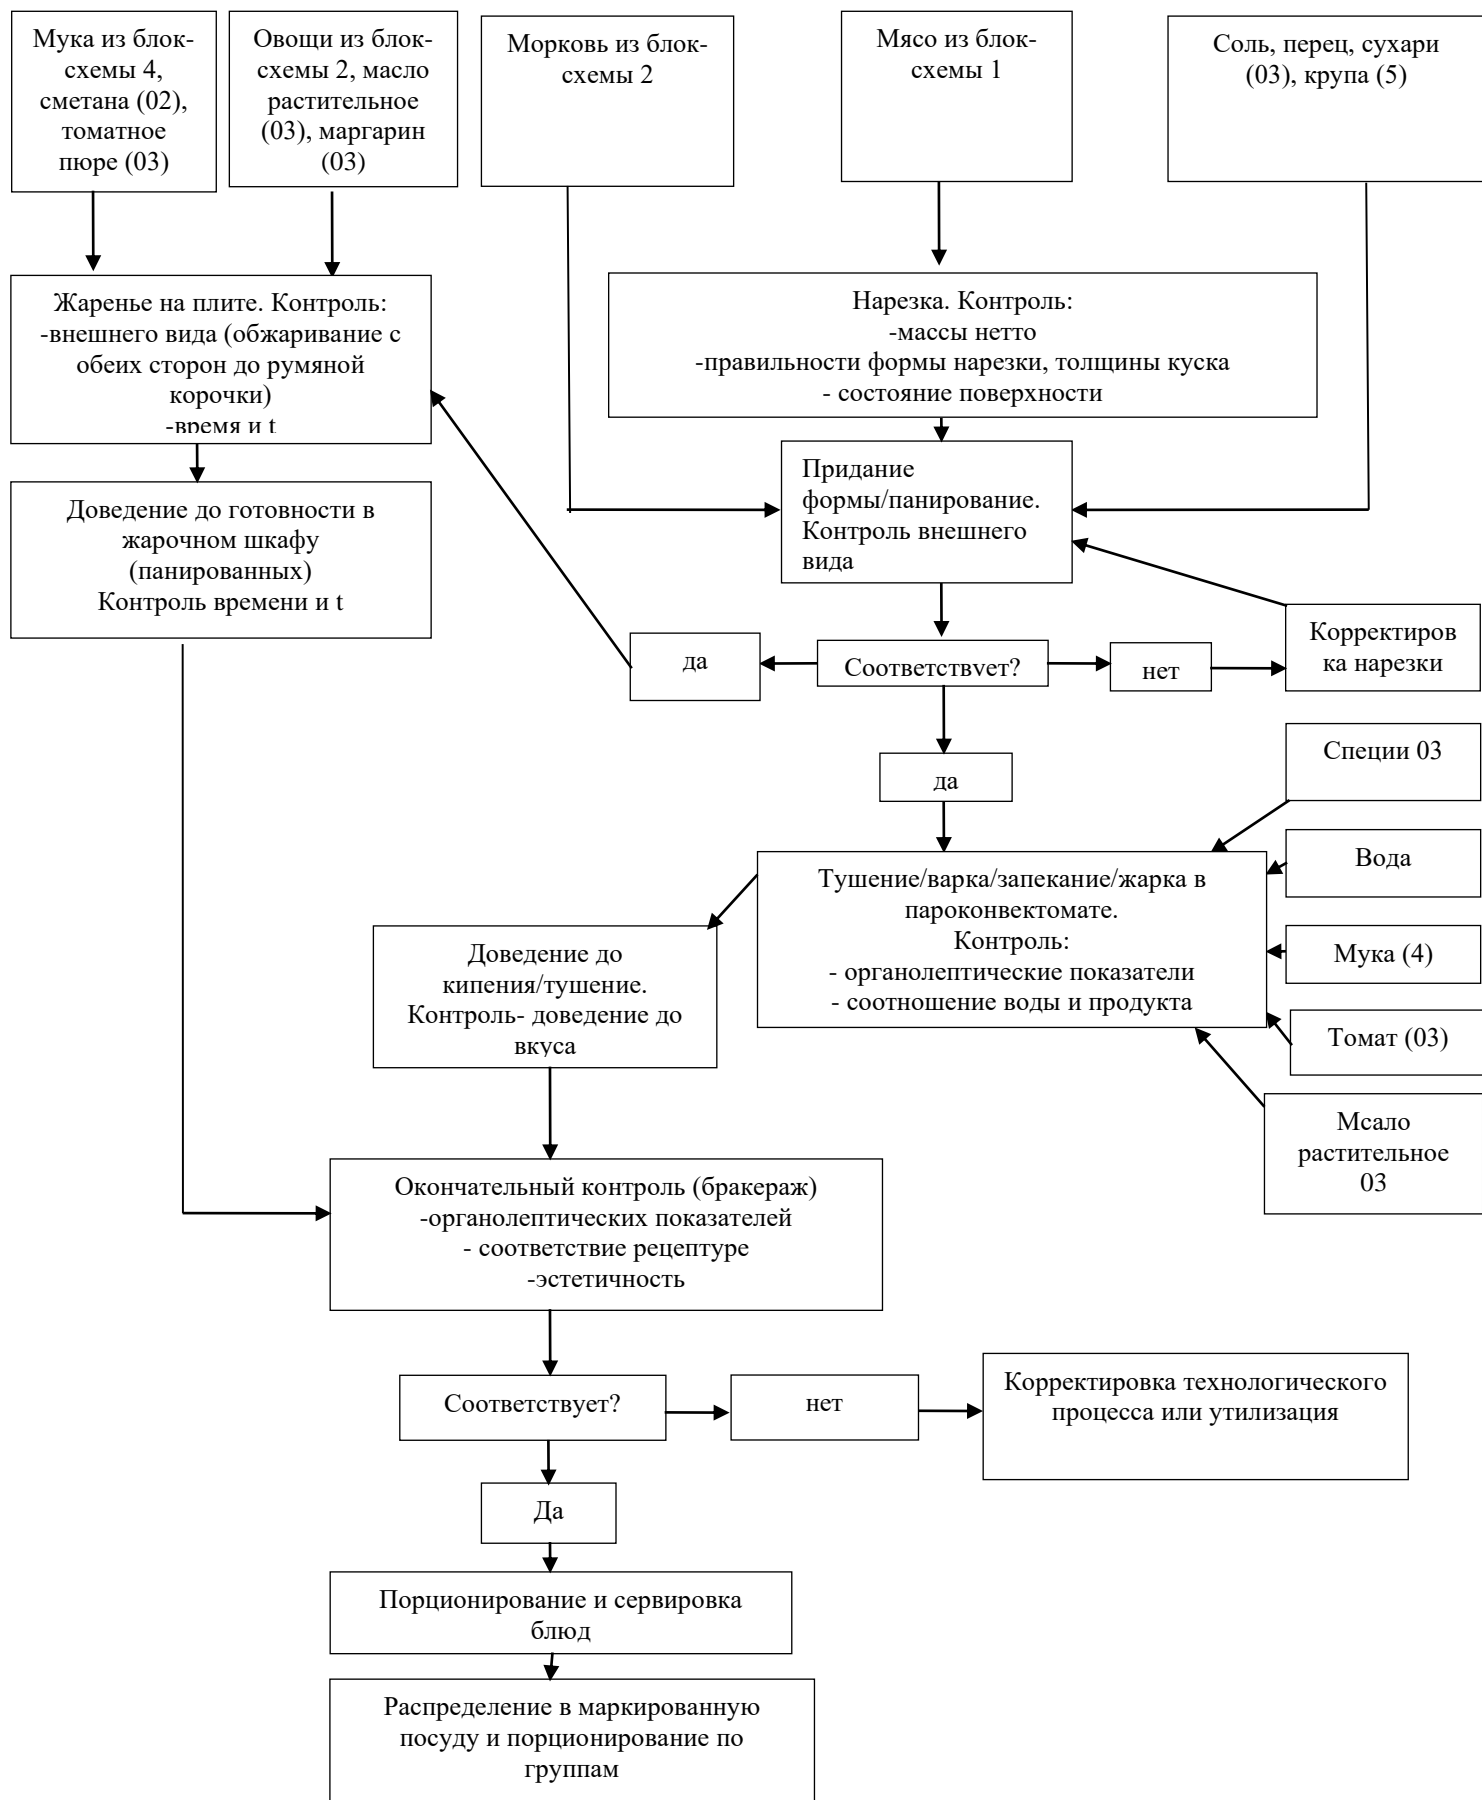 Мука из блок-
схемы 4,
сметана (02),
томатное
пюре (03)
Овощи из блок-
схемы 2, масло
растительное
(03), маргарин
(03)
Морковь из блок-
схемы 2
Мясо из блок-
схемы 1
Соль, перец, сухари
(03), крупа (5)
Жаренье на плите. Контроль:
-внешнего вида (обжаривание с
обеих сторон до румяной
корочки)
-время и t
Нарезка. Контроль:
-массы нетто
-правильности формы нарезки, толщины куска
- состояние поверхности
Придание
формы/панирование.
Контроль внешнего
вида
Доведение до готовности в
жарочном шкафу
(панированных)
Контроль времени и t
да
Соответствует?
нет
Корректиров
ка нарезки
да
Специи 03
Вода
Тушение/варка/запекание/жарка в
пароконвектомате.
Контроль:
- органолептические показатели
- соотношение воды и продукта
Мука (4)
Томат (03)
Мсало
растительное
03
Доведение до
кипения/тушение.
Контроль- доведение до
вкуса
Окончательный контроль (бракераж)
-органолептических показателей
- соответствие рецептуре
-эстетичность
Соответствует?
нет
Корректировка технологического
процесса или утилизация
Да
Порционирование и сервировка
блюд
Распределение в маркированную
посуду и порционирование по
группам